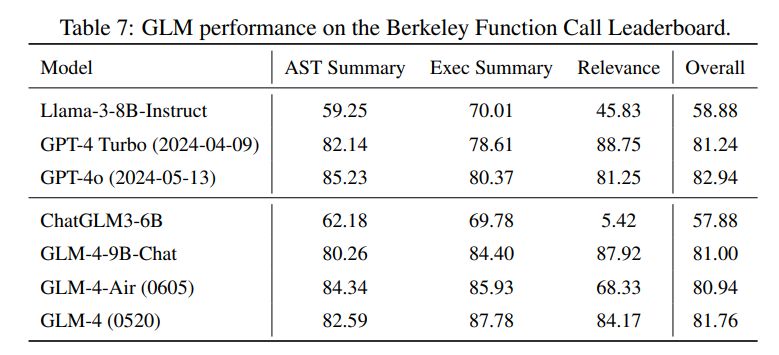 Table 7: GLM performance on the Berkeley Function Call Leaderboard.
Model AST Summary Exec Summary Relevance Overall
Llama-3-8B-Instruct 59.25 70.01 45.83 58.88
GPT-4 Turbo (2024-04-09) 82.14 78.61 88.75 81.24
GPT-4o (2024-05-13) 85.23 80.37 81.25 82.94
ChatGLM3-6B 62.18 69.78 5.42 57.88
GLM-4-9B-Chat 80.26 84.40 87.92 81.00
GLM-4-Air (0605) 84.34 85.93 68.33 80.94
GLM-4 (0520) 82.59 87.78 84.17 81.76